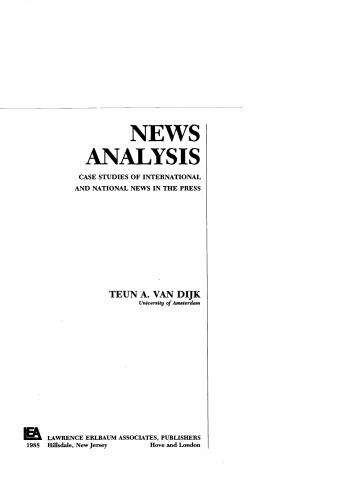 NEWS
ANALYSIS
CASE STUDIES OF INTERNATIONAL
AND NATIONAL NEWS IN THE PRESS
TEUN A. VAN DIJK
University of Amsterdam
LEA LAWRENCE ERLBAUM ASSOCIATES, PUBLISHERS
1988 Hillsdale, New Jersey Hove and London